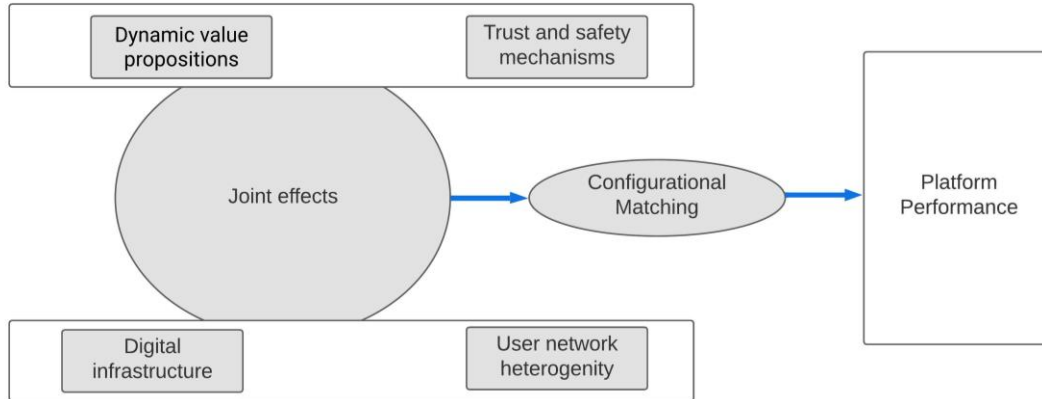 Dynamic value
propositions
Trust and safety
mechanisms
Joint effects
Configurational
Matching
Platform
Performance
Digital
infrastructure
User network
heterogenity